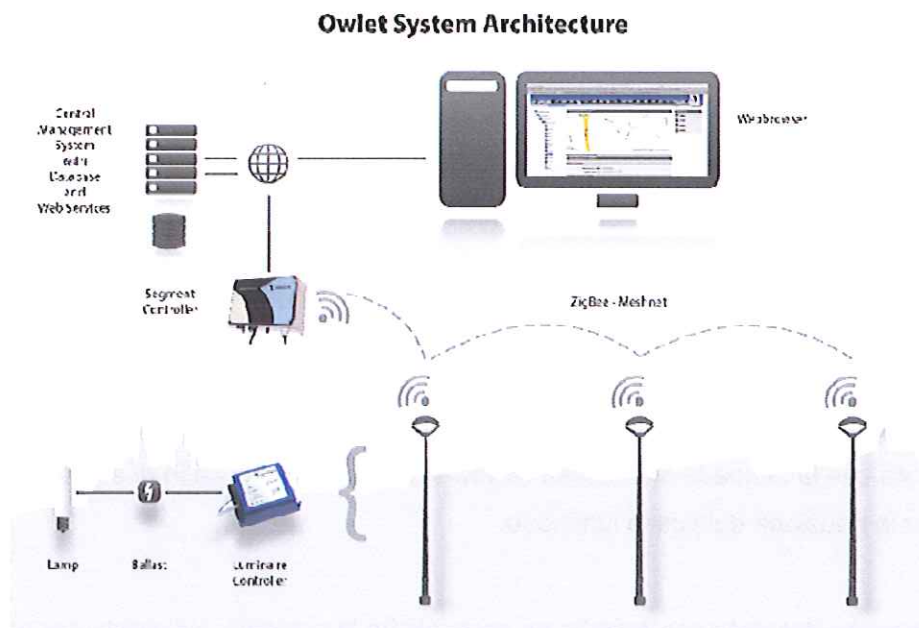 Owlet System Architecture
Central
Management
System
with
Database
and
Web Services
Webbrowser
Segment
Controller
ZigBee - Meshnet
Lamp
Ballast
Luminaire
Controller